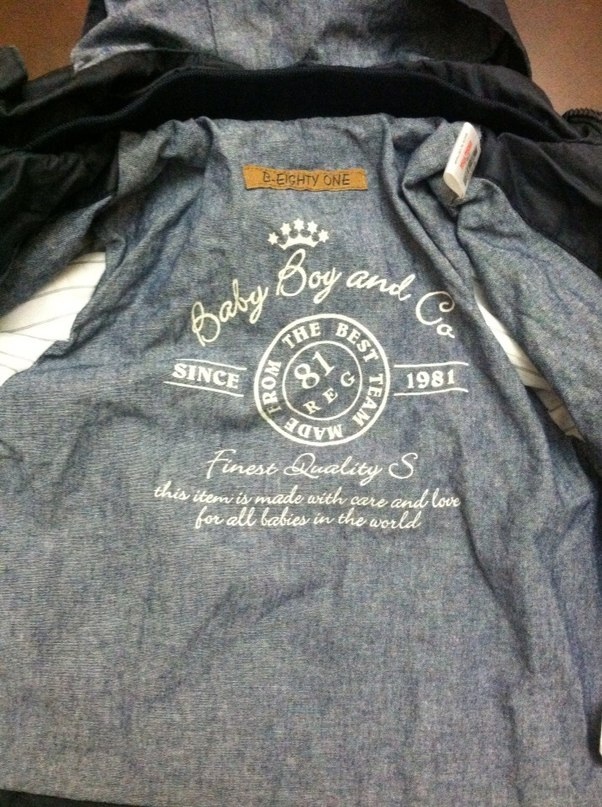 B-EIGHTY ONE
Baby Boy and Co
MADE FROM THE BEST TEAM
81
REG
SINCE 1981
Finest Quality S
this item is made with care and love
for all babies in the world